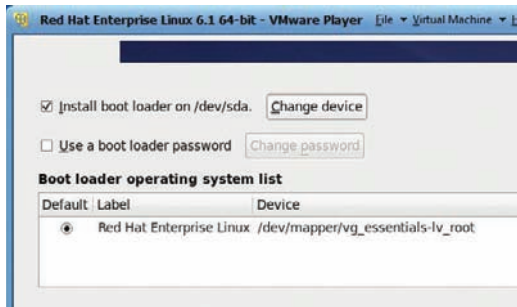 Red Hat Enterprise Linux 6.1 64-bit - VMware Player File Virtual Machine
Install boot loader on /dev/sda. Change device
Use a boot loader password Change password
Boot loader operating system list
Default Label Device
Red Hat Enterprise Linux /dev/mapper/vg_essentials-lv_root